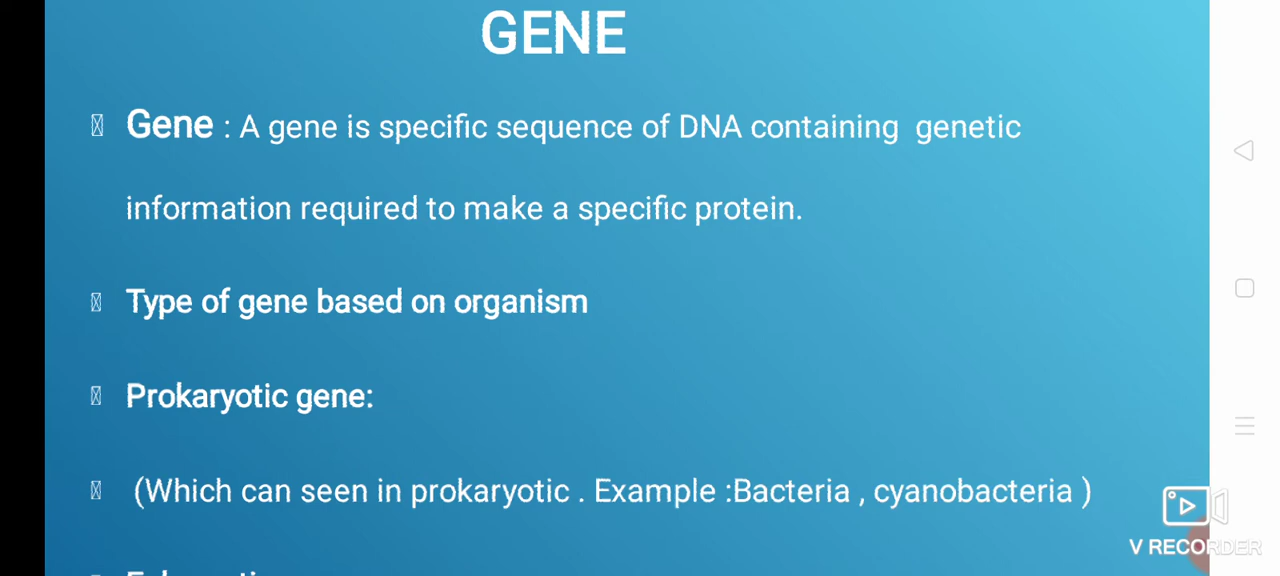 GENE
Gene : A gene is specific sequence of DNA containing genetic
information required to make a specific protein.
Type of gene based on organism
Prokaryotic gene:
(Which can seen in prokaryotic . Example :Bacteria , cyanobacteria )
V RECORDER